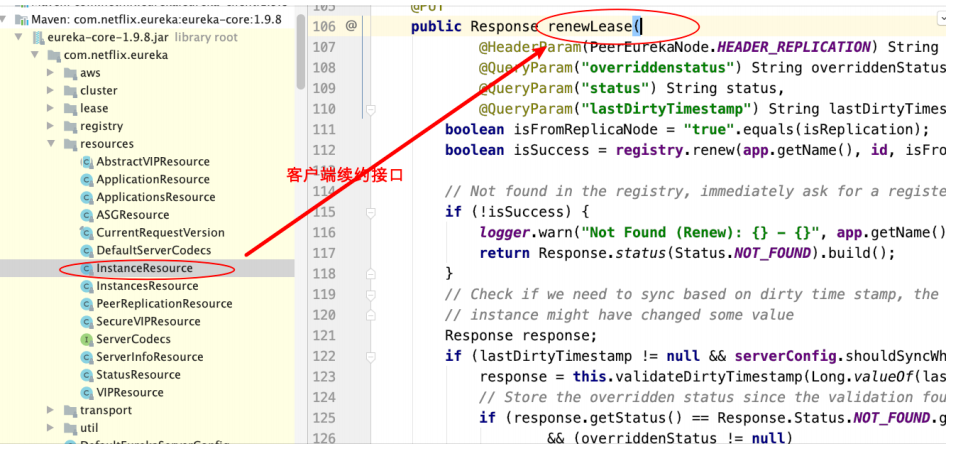 Maven: com.netflix.eureka:eureka-core:1.9.8
eureka-core-1.9.8.jar library root
com.netflix.eureka
aws
cluster
lease
registry
resources
AbstractVIPResource
ApplicationResource
ApplicationsResource
ASGResource
CurrentRequestVersion
DefaultServerCodecs
InstanceResource
InstancesResource
PeerReplicationResource
SecureVIPResource
ServerCodecs
ServerInfoResource
StatusResource
VIPResource
transport
util
DefaultEurekaServerConfig
客户端续约接口
105 @PUT
106 @ public Response renewLease(
107 @HeaderParam(PeerEurekaNode.HEADER_REPLICATION) String
108 @QueryParam("overriddenstatus") String overriddenStatus
109 @QueryParam("status") String status,
110 @QueryParam("lastDirtyTimestamp") String lastDirtyTimes
111 boolean isFromReplicaNode = "true".equals(isReplication);
112 boolean isSuccess = registry.renew(app.getName(), id, isFro
113
114 // Not found in the registry, immediately ask for a registe
115 if (!isSuccess) {
116 logger.warn("Not Found (Renew): {} - {}", app.getName()
117 return Response.status(Status.NOT_FOUND).build();
118 }
119 // Check if we need to sync based on dirty time stamp, the
120 // instance might have changed some value
121 Response response;
122 if (lastDirtyTimestamp != null && serverConfig.shouldSyncWh
123 response = this.validateDirtyTimestamp(Long.valueOf(las
124 // Store the overridden status since the validation fou
125 if (response.getStatus() == Response.Status.NOT_FOUND.g
126 && (overriddenStatus != null)